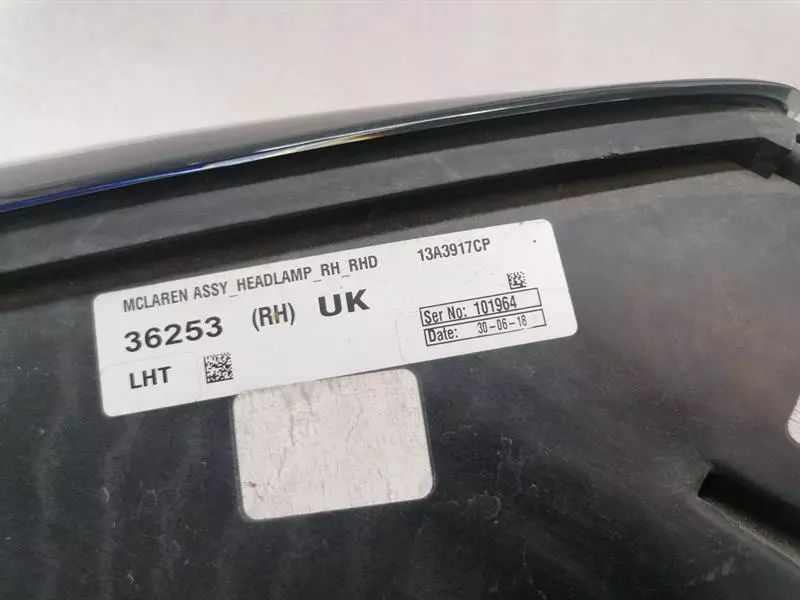 MCLAREN ASSY_HEADLAMP_RH_RHD 13A3917CP
36253 (RH) UK
Ser No: 101964
Date: 30-06-18
LHT